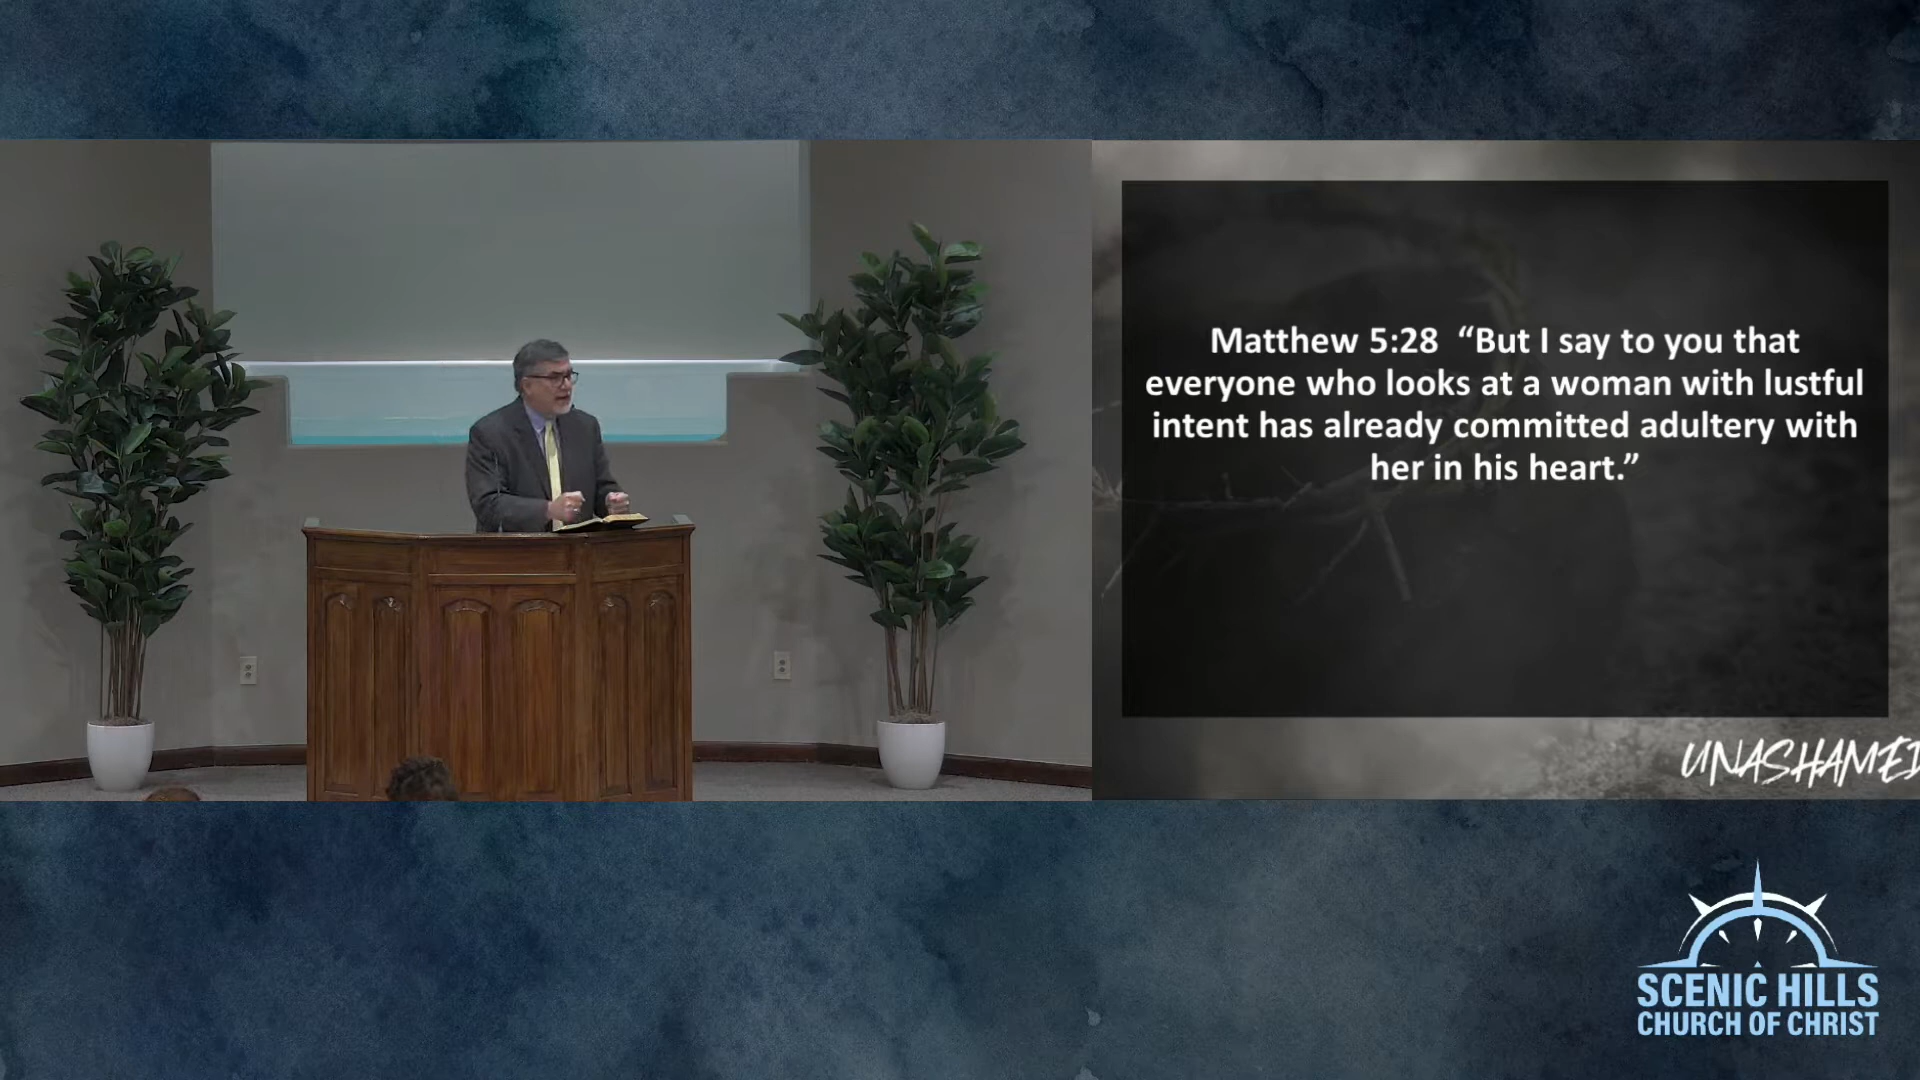 Matthew 5:28  “But I say to you that
everyone who looks at a woman with lustful
intent has already committed adultery with
her in his heart.”
UNASHAMED
SCENIC HILLS
CHURCH OF CHRIST